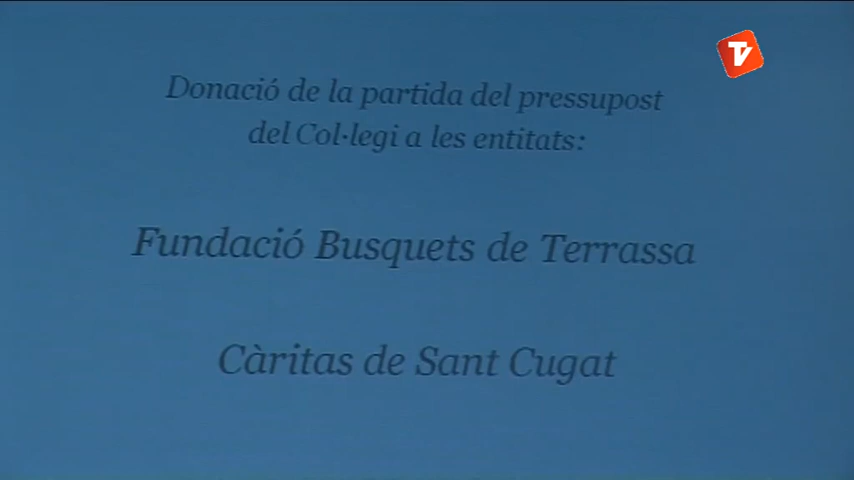 TV
Donació de la partida del pressupost
del Col·legi a les entitats:
Fundació Busquets de Terrassa
Càritas de Sant Cugat